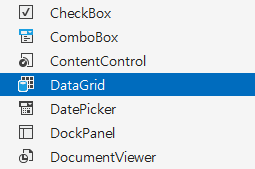 CheckBox
ComboBox
ContentControl
DataGrid
DatePicker
DockPanel
DocumentViewer